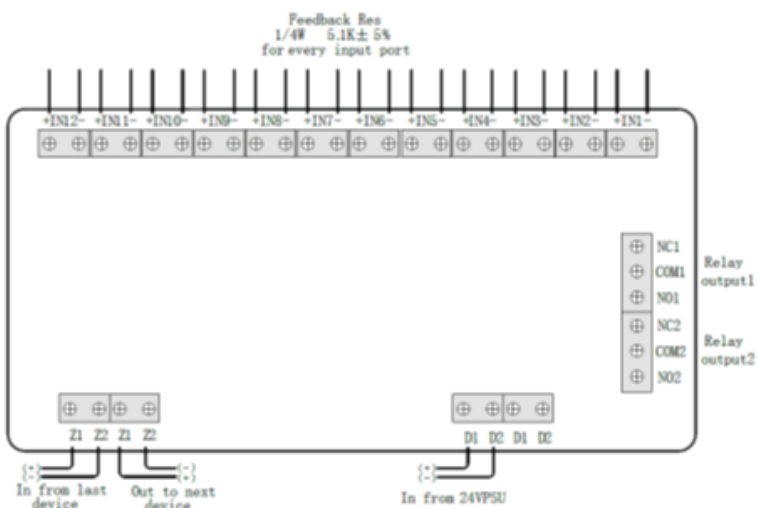 Feedback Res
1/4W 5.1K± 5%
for every input port
+IN12- +IN11- +IN10- +IN9- +IN8- +IN7- +IN6- +IN5- +IN4- +IN3- +IN2- +IN1-
NC1
COM1
NO1
Relay
output1
NC2
COM2
NO2
Relay
output2
Z1 Z2 Z1 Z2
D1 D2 D1 D2
(+)
(-)
(-)
(+)
(+)
(-)
In from last
device
Out to next
device
In from 24VPSU